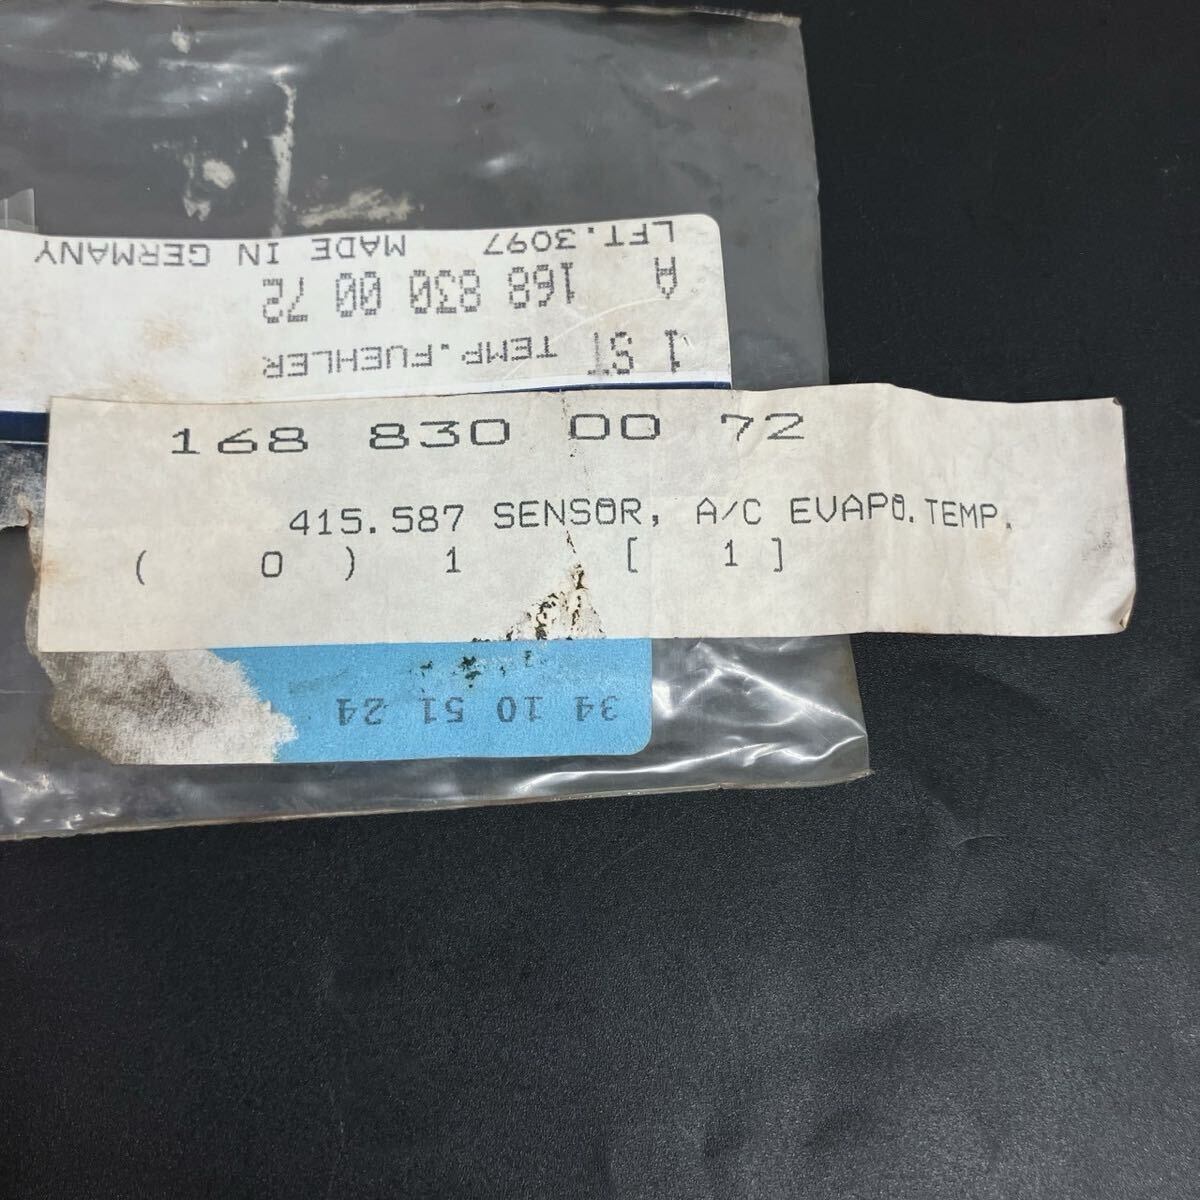 1 ST TEMP.FUEHLER
A 168 830 00 72
LFT.3097 MADE IN GERMANY
168 830 00 72
415.587 SENSOR, A/C EVAPO.TEMP.
( 0 ) 1 [ 1 ]
34 10 51 24